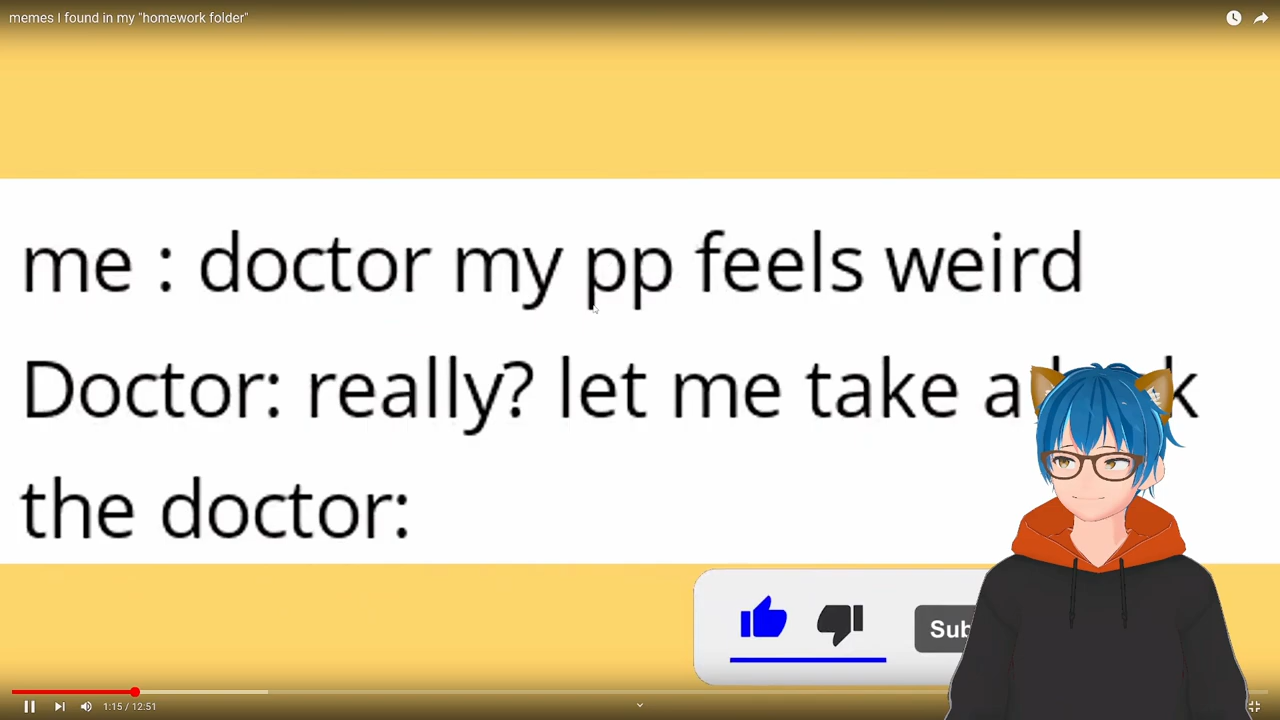 memes I found in my "homework folder"
me : doctor my pp feels weird
Doctor: really? let me take a
the doctor:
Sub
1:15 / 12:51